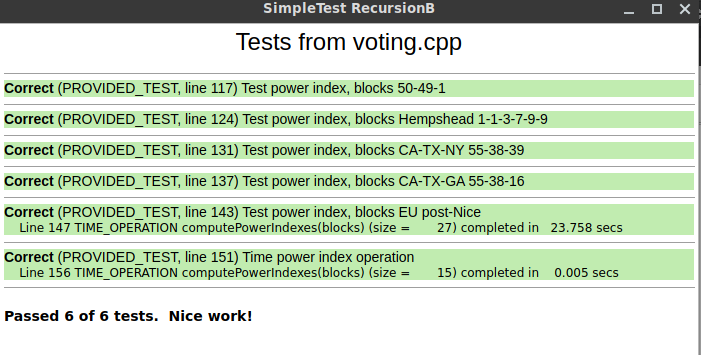 SimpleTest RecursionB
Tests from voting.cpp
Correct (PROVIDED_TEST, line 117) Test power index, blocks 50-49-1
Correct (PROVIDED_TEST, line 124) Test power index, blocks Hempshead 1-1-3-7-9-9
Correct (PROVIDED_TEST, line 131) Test power index, blocks CA-TX-NY 55-38-39
Correct (PROVIDED_TEST, line 137) Test power index, blocks CA-TX-GA 55-38-16
Correct (PROVIDED_TEST, line 143) Test power index, blocks EU post-Nice
Line 147 TIME_OPERATION computePowerIndexes(blocks) (size = 27) completed in 23.758 secs
Correct (PROVIDED_TEST, line 151) Time power index operation
Line 156 TIME_OPERATION computePowerIndexes(blocks) (size = 15) completed in 0.005 secs
Passed 6 of 6 tests. Nice work!